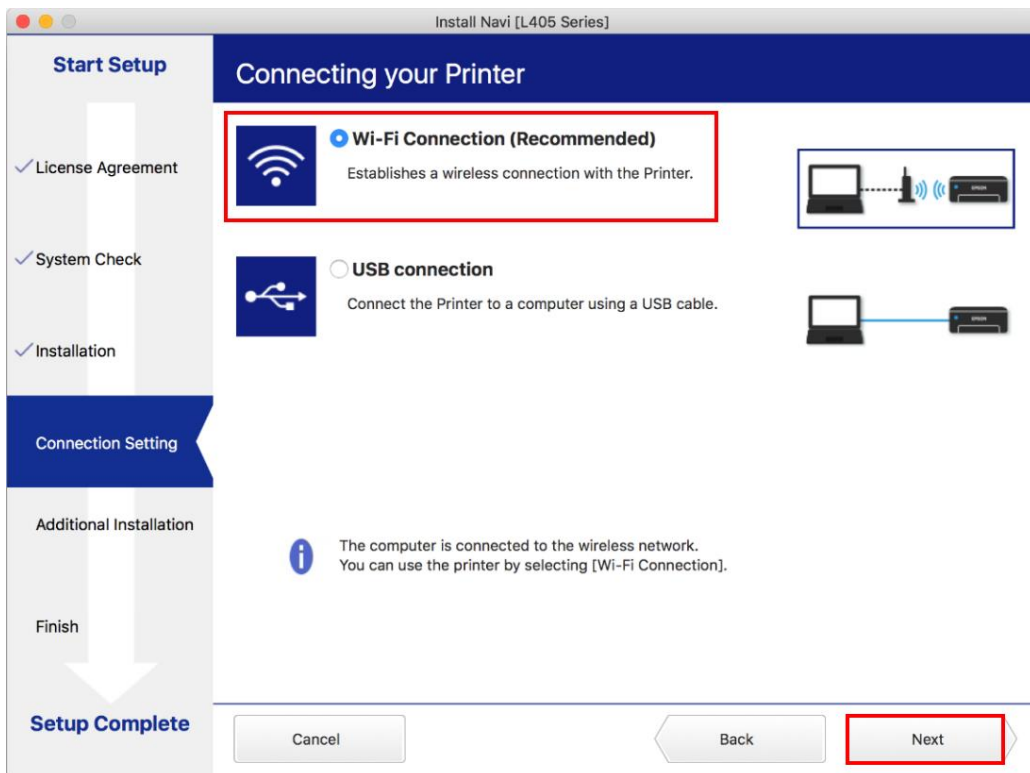 Install Navi [L405 Series]
Start Setup
License Agreement
System Check
Installation
Connection Setting
Additional Installation
Finish
Setup Complete
Connecting your Printer
Wi-Fi Connection (Recommended)
Establishes a wireless connection with the Printer.
USB connection
Connect the Printer to a computer using a USB cable.
EPSON
EPSON
The computer is connected to the wireless network.
You can use the printer by selecting [Wi-Fi Connection].
Cancel
Back
Next